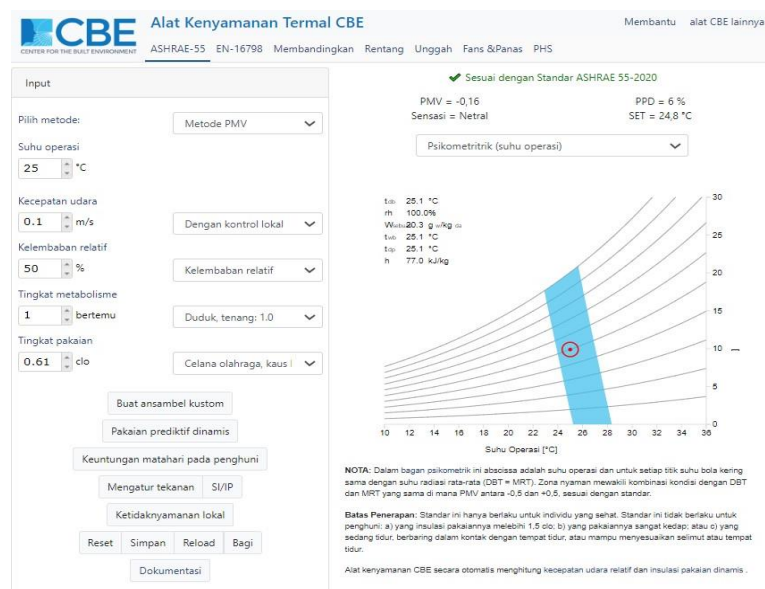 CBE
CENTER FOR THE BUILT ENVIRONMENT
Alat Kenyamanan Termal CBE
Membantu alat CBE lainnya
ASHRAE-55 EN-16798 Membandingkan Rentang Unggah Fans &Panas PHS
Input
Pilih metode:
Metode PMV
Suhu operasi
25 °C
Kecepatan udara
0.1 m/s
Dengan kontrol lokal
Kelembaban relatif
50 %
Kelembaban relatif
Tingkat metabolisme
1 bertemu
Duduk, tenang: 1.0
Tingkat pakaian
0.61 clo
Celana olahraga, kaus l
Buat ansambel kustom
Pakaian prediktif dinamis
Keuntungan matahari pada penghuni
Mengatur tekanan SI/IP
Ketidaknyamanan lokal
Reset Simpan Reload Bagi
Dokumentasi
Sesuai dengan Standar ASHRAE 55-2020
PMV = -0,16 PPD = 6 %
Sensasi = Netral SET = 24,8 °C
Psikometritrik (suhu operasi)
tdb 25.1 °C
rh 100.0%
20.3 g w/kg da
twb 25.1 °C
tdp 25.1 °C
h 77.0 kJ/kg
30
25
20
15
10
5
0
10 12 14 16 18 20 22 24 26 28 30 32 34 36
Suhu Operasi [°C]
NOTA: Dalam bagan psikometrik ini abscissa adalah suhu operasi dan untuk setiap titik suhu bola kering
sama dengan suhu radiasi rata-rata (DBT = MRT). Zona nyaman mewakili kombinasi kondisi dengan DBT
dan MRT yang sama di mana PMV antara -0,5 dan +0,5, sesuai dengan standar.
Batas Penerapan: Standar ini hanya berlaku untuk individu yang sehat. Standar ini tidak berlaku untuk
penghuni: a) yang insulasi pakaiannya melebihi 1,5 clo; b) yang pakaiannya sangat kedap; atau c) yang
sedang tidur, berbaring dalam kontak dengan tempat tidur, atau mampu menyesuaikan selimut atau tempat
tidur.
Alat kenyamanan CBE secara otomatis menghitung kecepatan udara relatif dan insulasi pakaian dinamis .